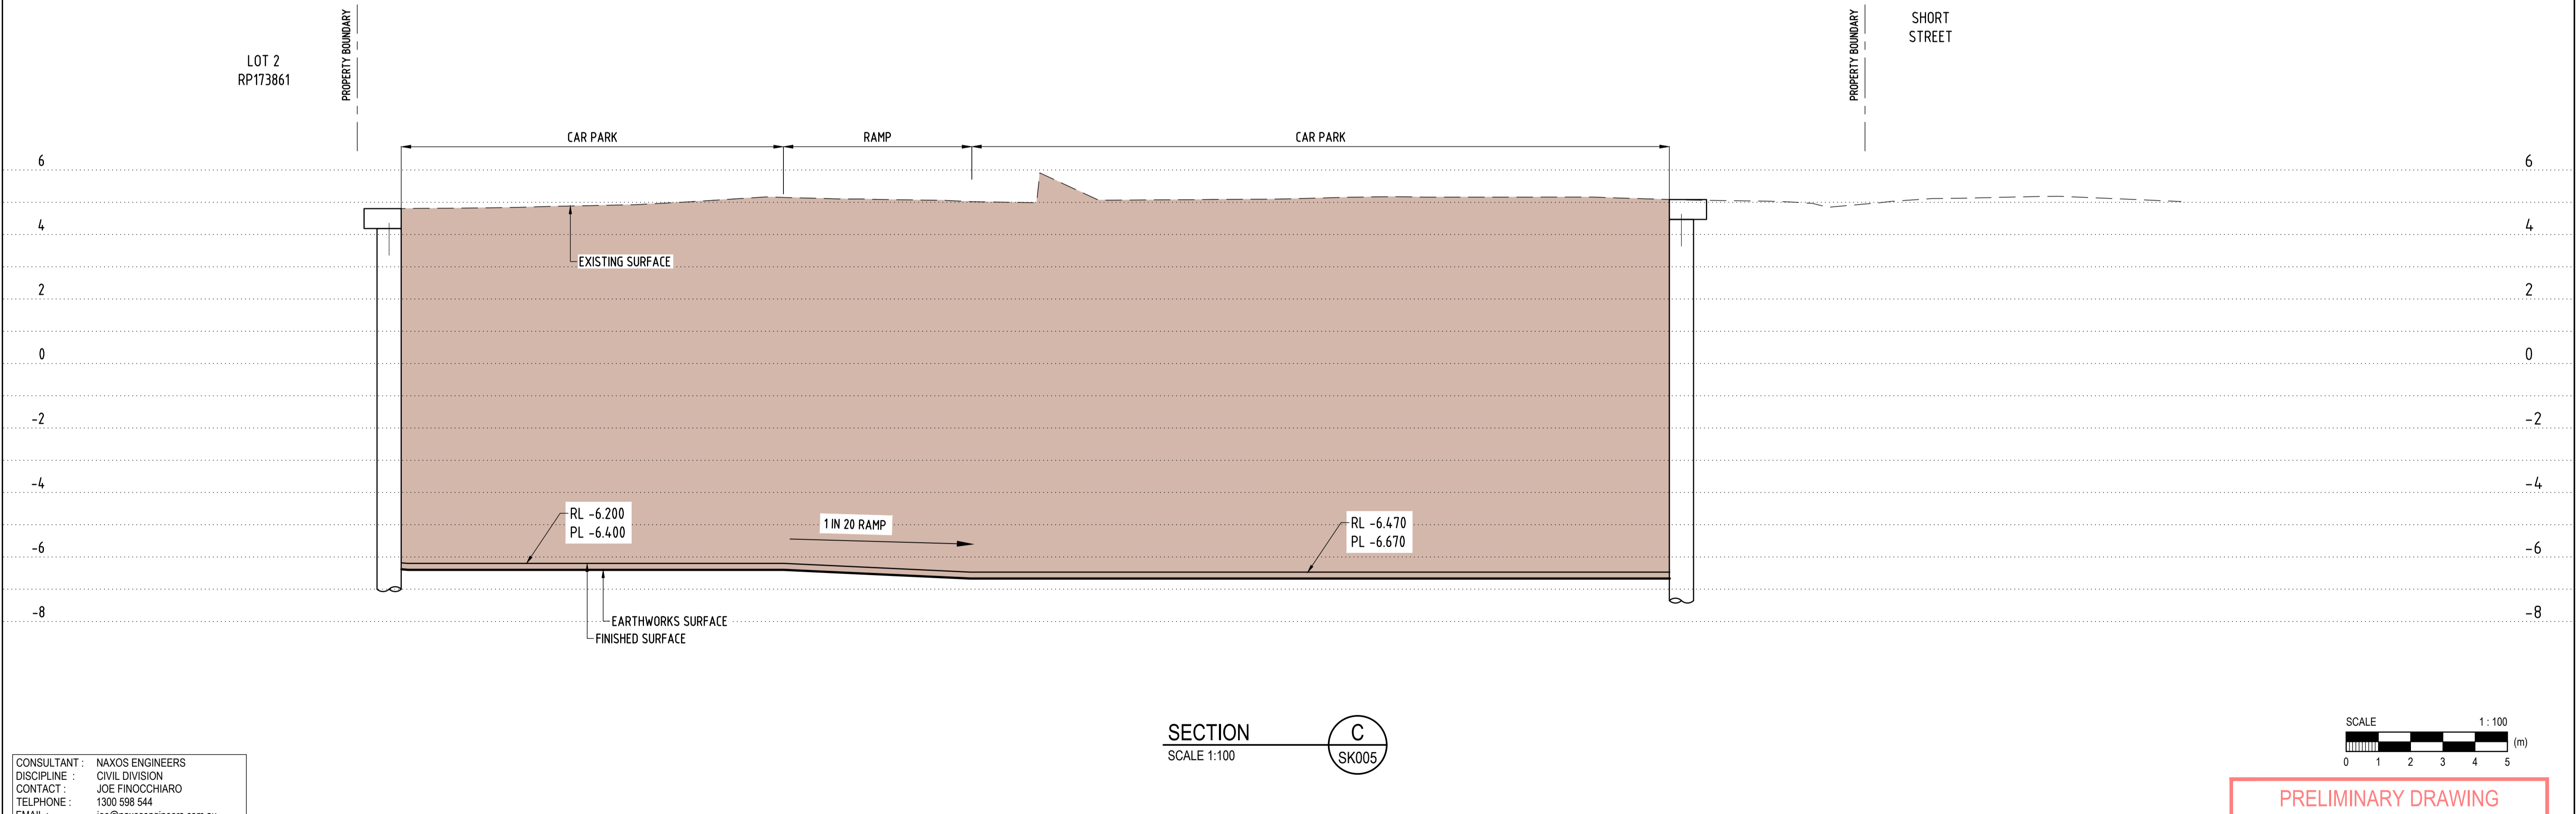 LOT 2
RP173861
PROPERTY BOUNDARY
PROPERTY BOUNDARY
SHORT
STREET
CAR PARK
RAMP
CAR PARK
6
6
4
4
EXISTING SURFACE
2
2
0
0
-2
-2
-4
-4
RL -6.200
PL -6.400
1 IN 20 RAMP
RL -6.470
PL -6.670
-6
-6
-8
-8
EARTHWORKS SURFACE
FINISHED SURFACE
SECTION
SCALE 1:100
C
SK005
SCALE 1 : 100
(m)
0 1 2 3 4 5
CONSULTANT : NAXOS ENGINEERS
DISCIPLINE : CIVIL DIVISION
CONTACT : JOE FINOCCHIARO
TELPHONE : 1300 598 544
PRELIMINARY DRAWING